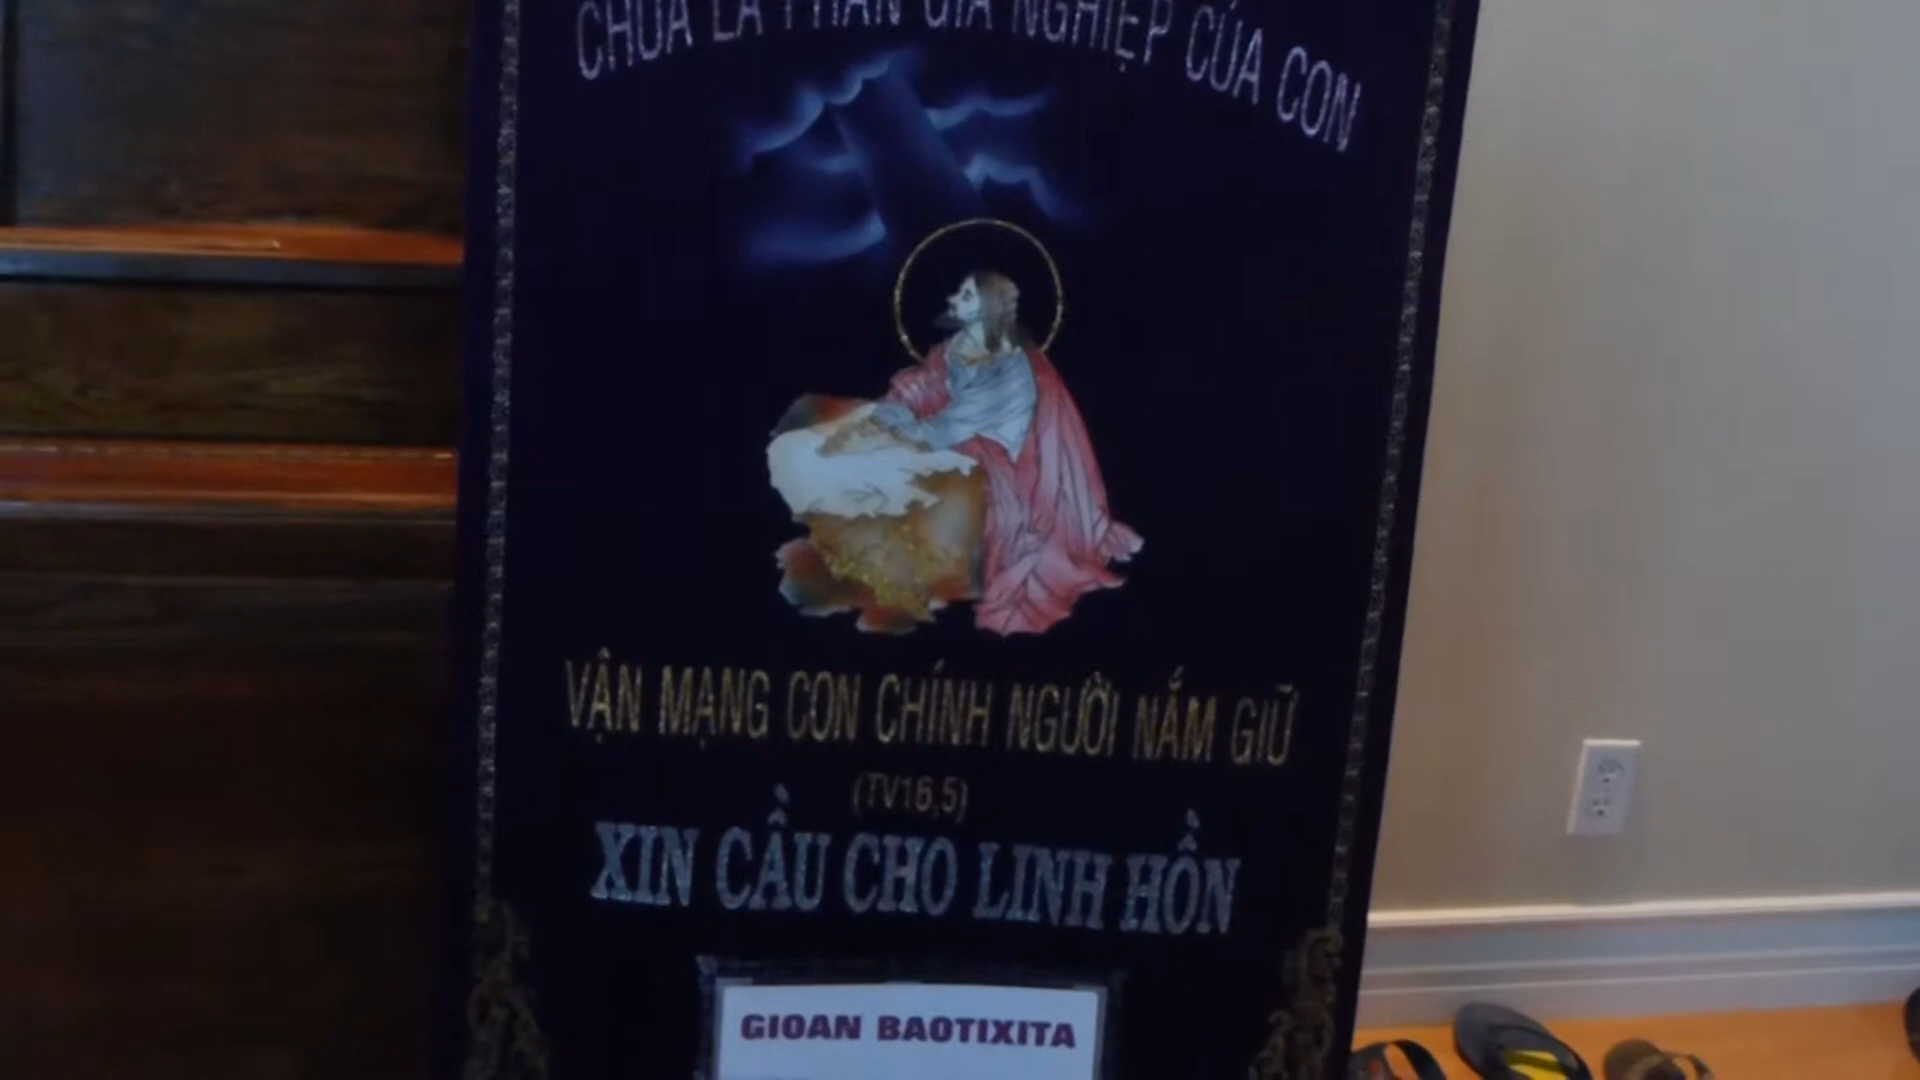 CHÚA LÀ PHẦN GIA NGHIỆP CỦA CON
VẬN MẠNG CON CHÍNH NGƯỜI NẮM GIỮ
(TV16,5)
XIN CẦU CHO LINH HỒN
GIOAN BAOTIXITA